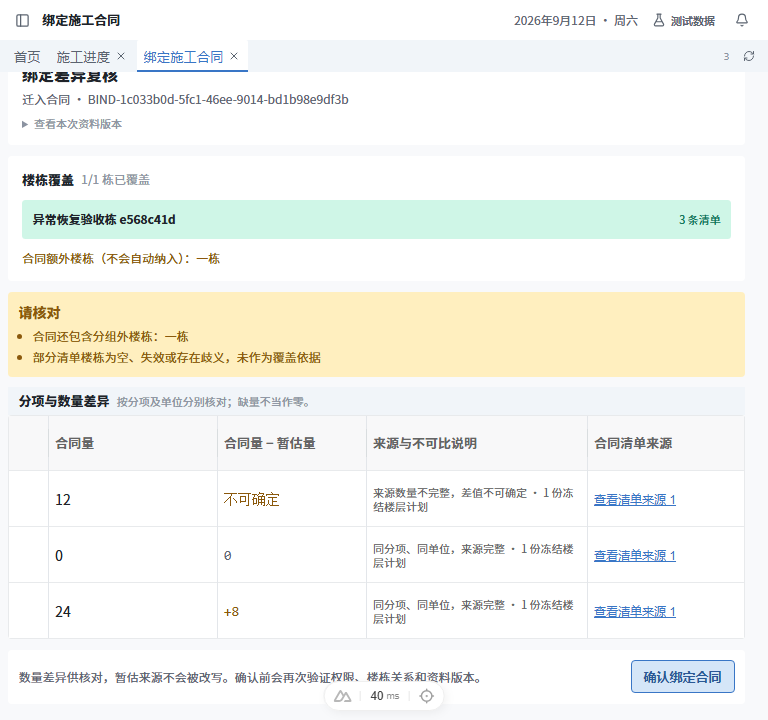 绑定施工合同
2026年9月12日 · 周六
测试数据
首页
施工进度 ×
绑定施工合同 ×
3
绑定差异复核
迁入合同 · BIND-1c033b0d-5fc1-46ee-9014-bd1b98e9df3b
查看本次资料版本
楼栋覆盖 1/1 栋已覆盖
异常恢复验收栋 e568c41d
3 条清单
合同额外楼栋（不会自动纳入）：一栋
请核对
合同还包含分组外楼栋：一栋
部分清单楼栋为空、失效或存在歧义，未作为覆盖依据
分项与数量差异 按分项及单位分别核对；缺量不当作零。
合同量
合同量 − 暂估量
来源与不可比说明
合同清单来源
12
不可确定
来源数量不完整，差值不可确定 · 1 份冻
结楼层计划
查看清单来源 1
0
0
同分项、同单位，来源完整 · 1 份冻结楼
层计划
查看清单来源 1
24
+8
同分项、同单位，来源完整 · 1 份冻结楼
层计划
查看清单来源 1
数量差异供核对，暂估来源不会被改写。确认前会再次验证权限、楼栋关系和资料版本。
确认绑定合同
40 ms